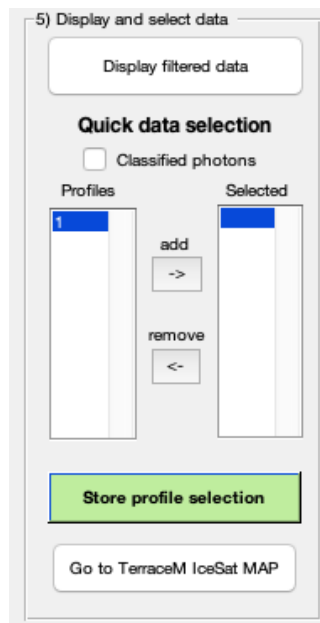 5) Display and select data
Display filtered data
Quick data selection
Classified photons
Profiles
Selected
1
add
->
remove
<-
Store profile selection
Go to TerraceM IceSat MAP